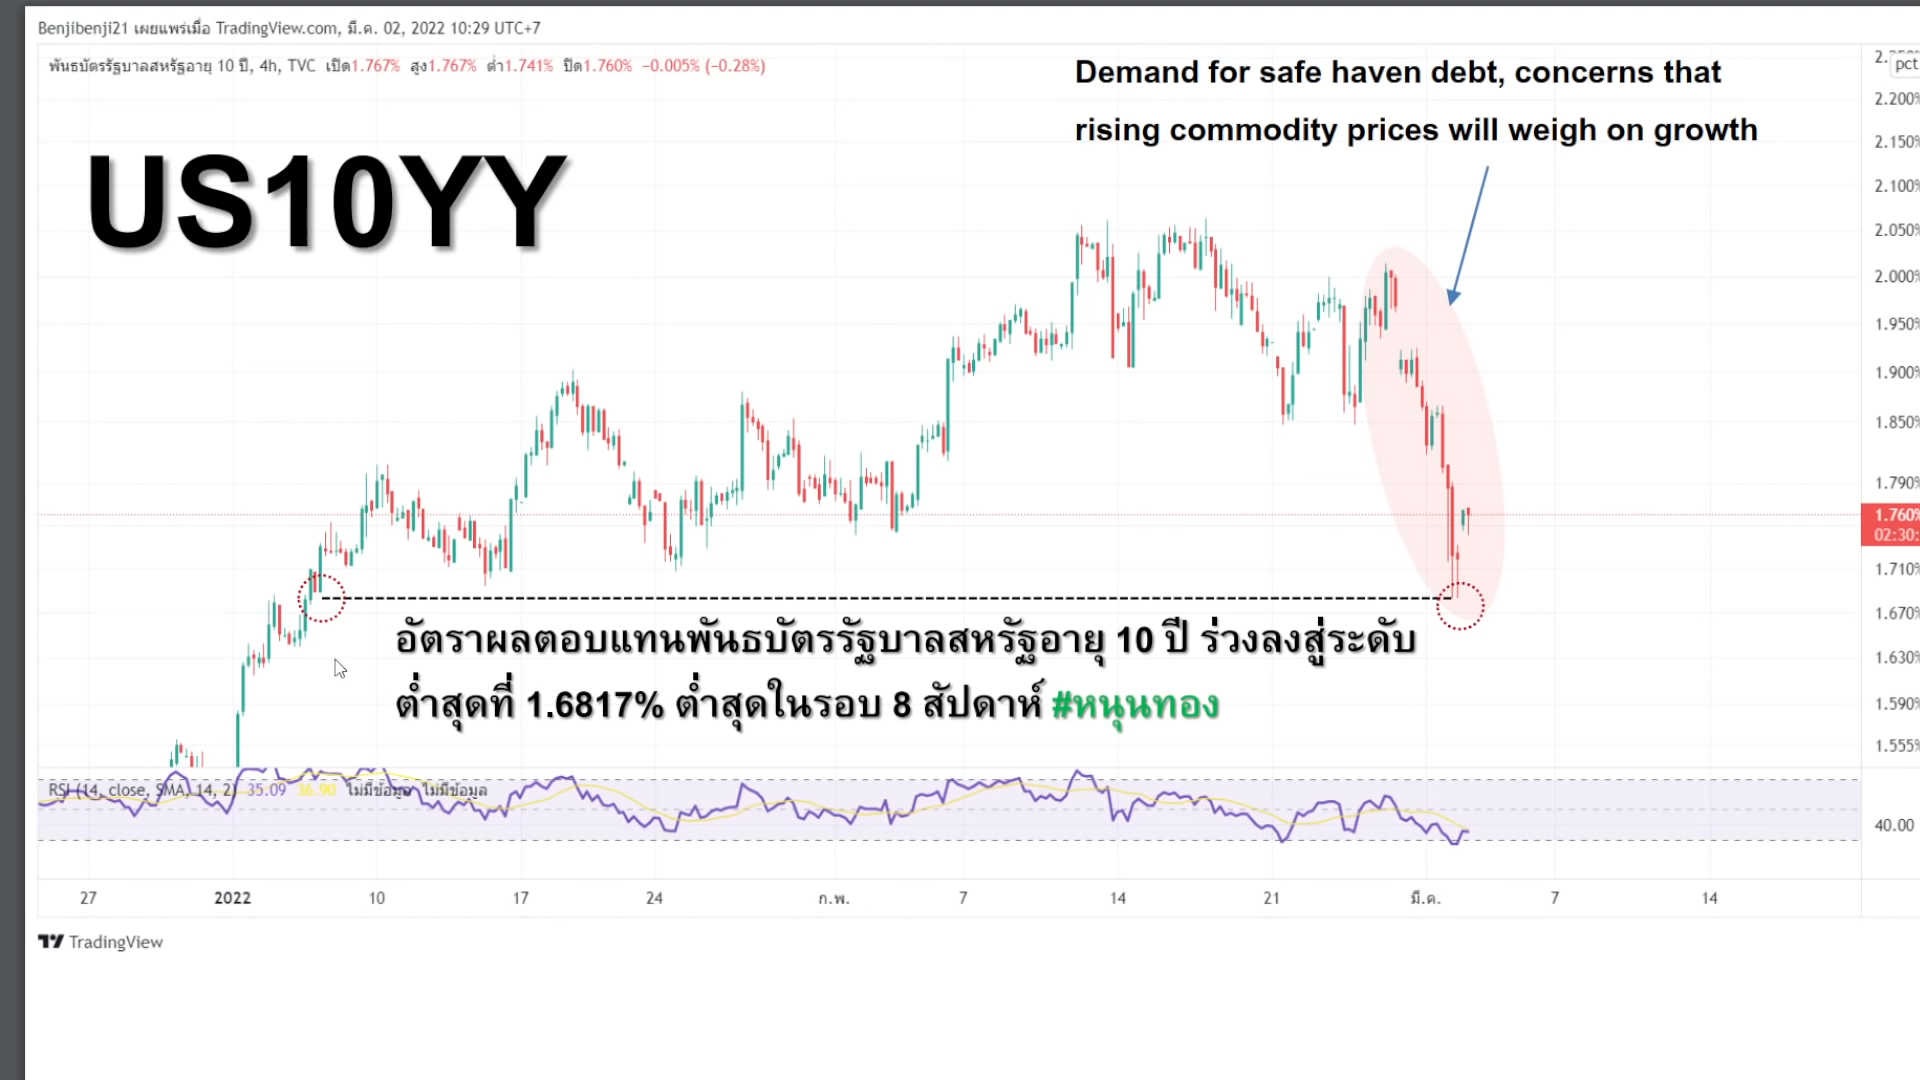 Benjibenji21 เผยแพร่เมื่อ TradingView.com, มี.ค. 02, 2022 10:29 UTC+7
พันธบัตรรัฐบาลสหรัฐอายุ 10 ปี, 4h, TVC เปิด1.767% สูง1.767% ต่ำ1.741% ปิด1.760% −0.005% (−0.28%)
Demand for safe haven debt, concerns that
rising commodity prices will weigh on growth
US10YY
pct
2.200%
2.150%
2.100%
2.050%
2.000%
1.950%
1.900%
1.850%
1.790%
1.760%
02:30:
1.710%
1.670%
1.630%
1.590%
1.555%
อัตราผลตอบแทนพันธบัตรรัฐบาลสหรัฐอายุ 10 ปี ร่วงลงสู่ระดับ
ต่ำสุดที่ 1.6817% ต่ำสุดในรอบ 8 สัปดาห์ #หนุนทอง
RSI (14, close, SMA, 14, 2) 35.09 36.90 ไม่มีข้อมูล ไม่มีข้อมูล
40.00
27 2022 10 17 24 ก.พ. 7 14 21 มี.ค. 7 14
TradingView